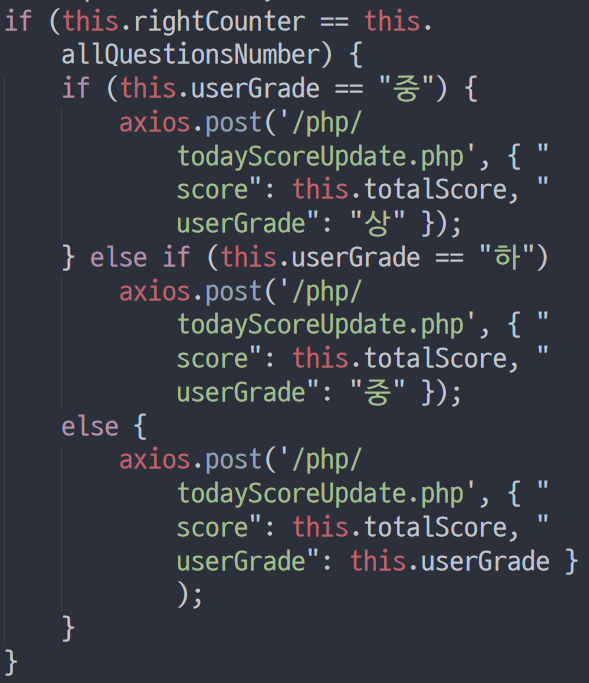 if (this.rightCounter == this.
allQuestionsNumber) {
if (this.userGrade == "중") {
axios.post('/php/
todayScoreUpdate.php', { "
score": this.totalScore, "
userGrade": "상" });
} else if (this.userGrade == "하")
axios.post('/php/
todayScoreUpdate.php', { "
score": this.totalScore, "
userGrade": "중" });
else {
axios.post('/php/
todayScoreUpdate.php', { "
score": this.totalScore, "
userGrade": this.userGrade }
);
}
}